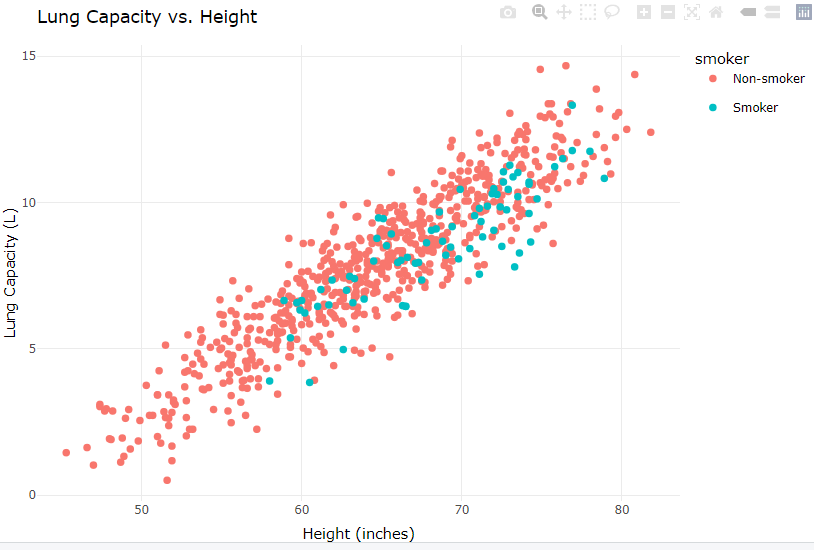 Lung Capacity vs. Height
smoker
Non-smoker
Smoker
15
10
5
0
Lung Capacity (L)
50 60 70 80
Height (inches)